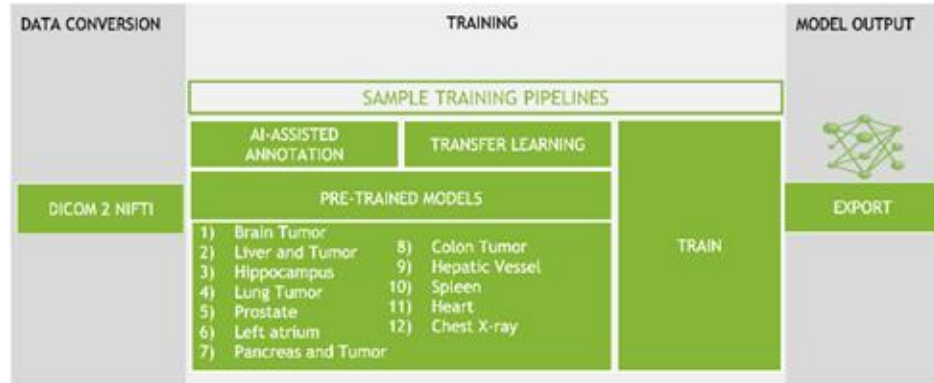 DATA CONVERSION
TRAINING
MODEL OUTPUT
SAMPLE TRAINING PIPELINES
AI-ASSISTED
ANNOTATION
TRANSFER LEARNING
DICOM 2 NIFTI
PRE-TRAINED MODELS
1) Brain Tumor
2) Liver and Tumor
3) Hippocampus
4) Lung Tumor
5) Prostate
6) Left atrium
7) Pancreas and Tumor
8) Colon Tumor
9) Hepatic Vessel
10) Spleen
11) Heart
12) Chest X-ray
TRAIN
EXPORT